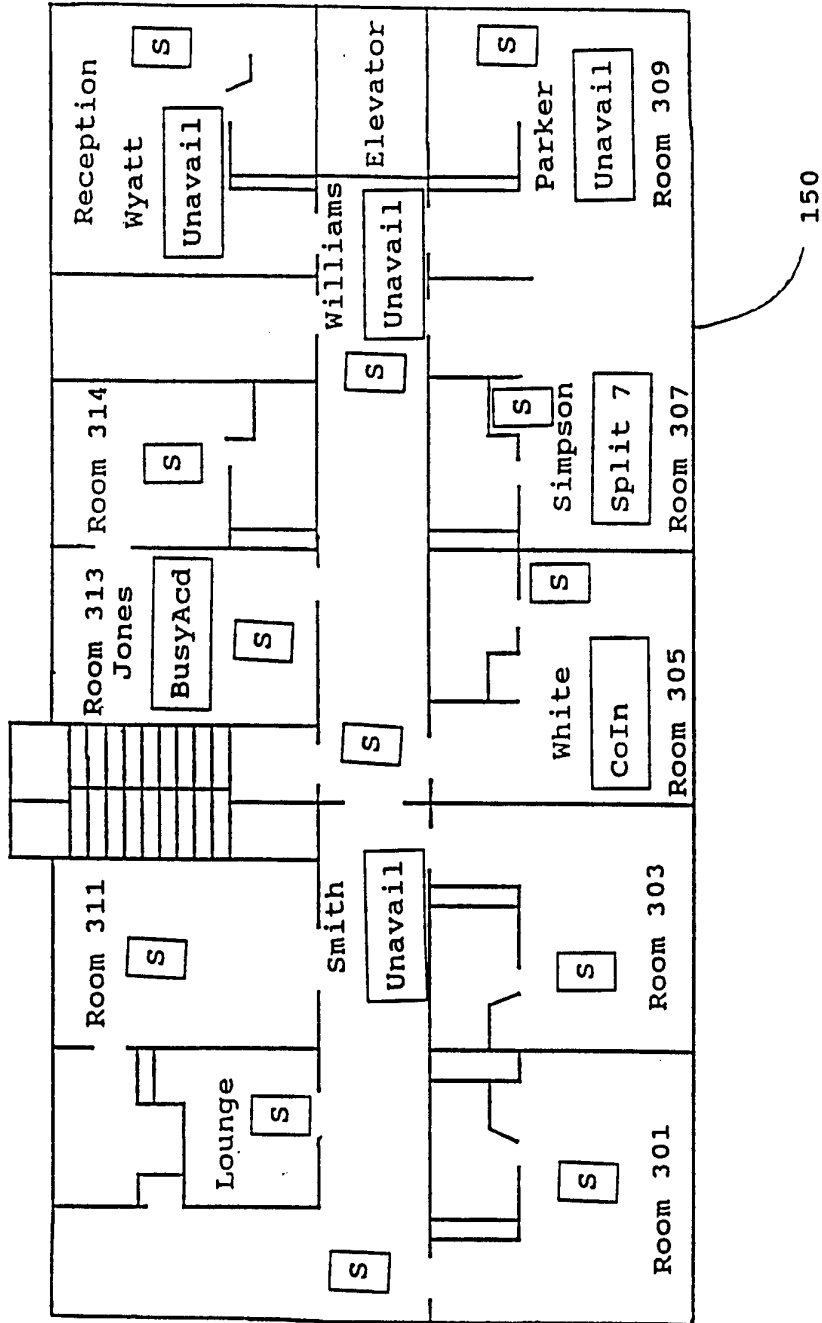 Room 311
S
Room 313
Jones
BusyAcd
S
Room 314
S
Reception
Wyatt
S
Unavail
Lounge
S
S
Smith
Unavail
S
S
Williams
Unavail
Elevator
S
Room 301
S
Room 303
S
White
CoIn
Room 305
S
Simpson
Split 7
Room 307
S
Parker
Unavail
Room 309
150